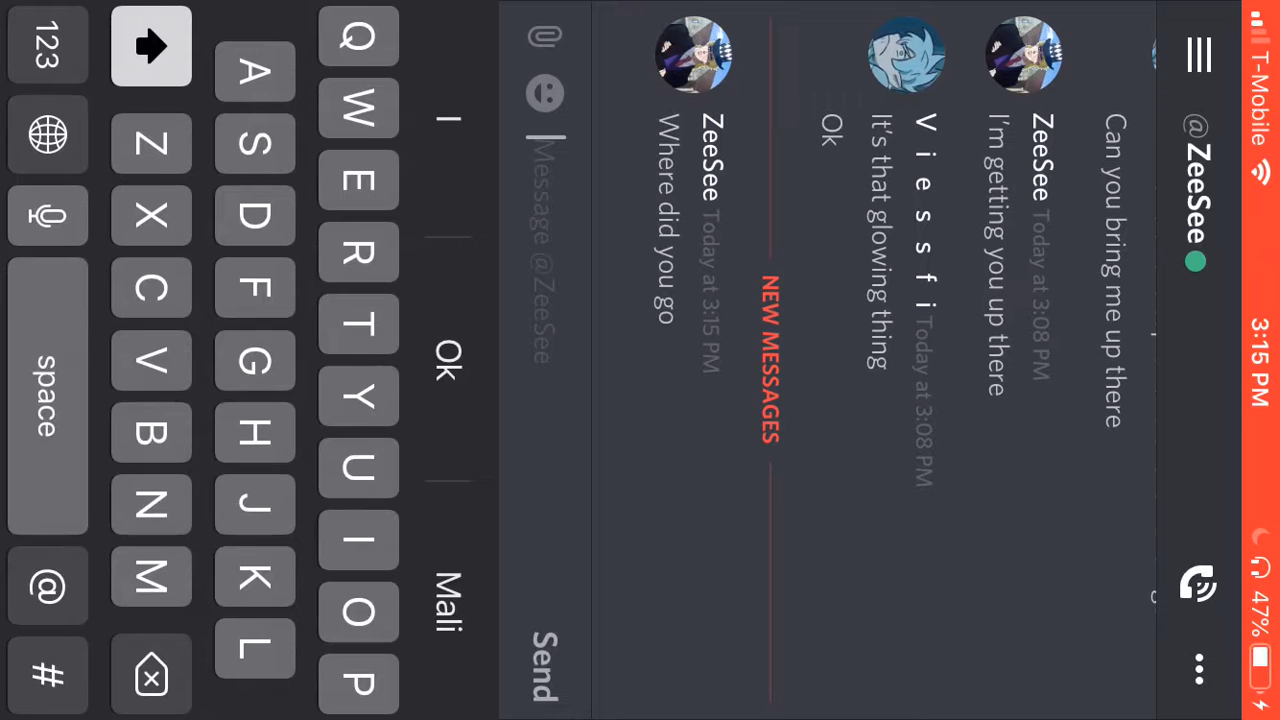 T-Mobile 3:15 PM 47%
@ZeeSee
Can you bring me up there
ZeeSee Today at 3:08 PM
I'm getting you up there
V i e s s f i Today at 3:08 PM
It's that glowing thing
Ok
NEW MESSAGES
ZeeSee Today at 3:15 PM
Where did you go
Message @ZeeSee Send
I Ok Mali
Q W E R T Y U I O P
A S D F G H J K L
Z X C V B N M
123 space @ #